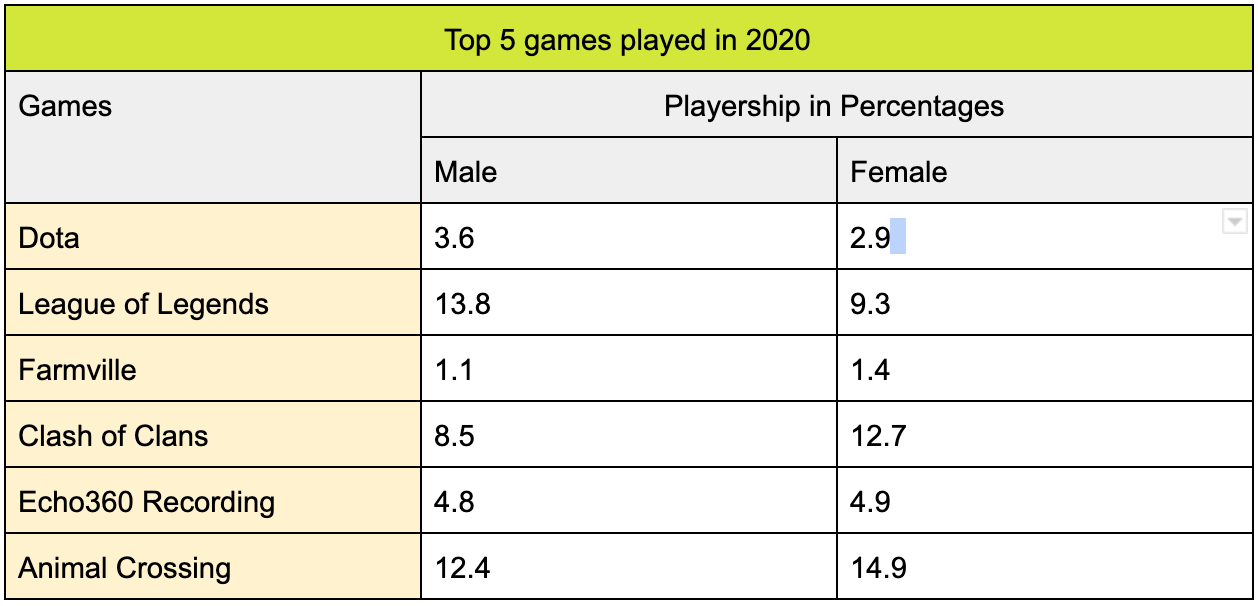 Top 5 games played in 2020
Games Playership in Percentages
Male Female
Dota 3.6 2.9
League of Legends 13.8 9.3
Farmville 1.1 1.4
Clash of Clans 8.5 12.7
Echo360 Recording 4.8 4.9
Animal Crossing 12.4 14.9